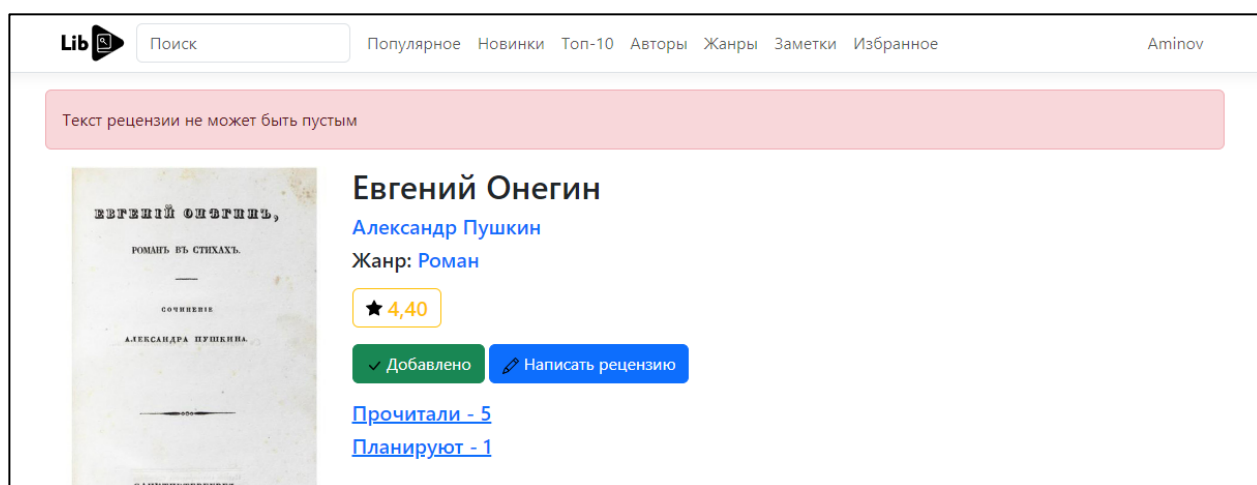 Lib
Поиск
Популярное Новинки Топ-10 Авторы Жанры Заметки Избранное
Aminov
Текст рецензии не может быть пустым
ЕВГЕНІЙ ОНѢГИНЪ,
РОМАНЪ ВЪ СТИХАХЪ.
СОЧИНЕНІЕ
АЛЕКСАНДРА ПУШКИНА.
Евгений Онегин
Александр Пушкин
Жанр: Роман
4,40
Добавлено
Написать рецензию
Прочитали - 5
Планируют - 1